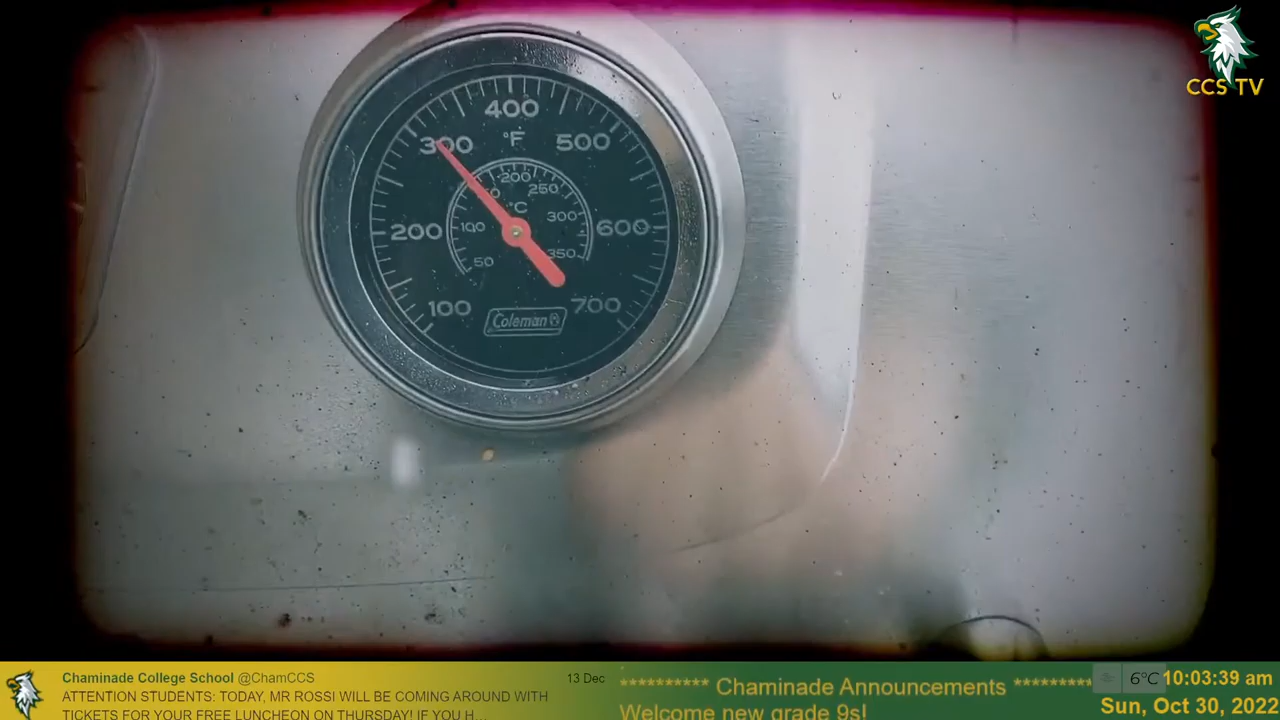 CCS TV
400
300
°F
500
200
250
°C
300
100
200
600
50
350
100
700
Coleman
Chaminade College School @ChamCCS
13 Dec
ATTENTION STUDENTS: TODAY, MR ROSSI WILL BE COMING AROUND WITH
TICKETS FOR YOUR FREE LUNCHEON ON THURSDAY! IF YOU H...
********** Chaminade Announcements *********
Welcome new grade 9s!
6°C
10:03:39 am
Sun, Oct 30, 2022